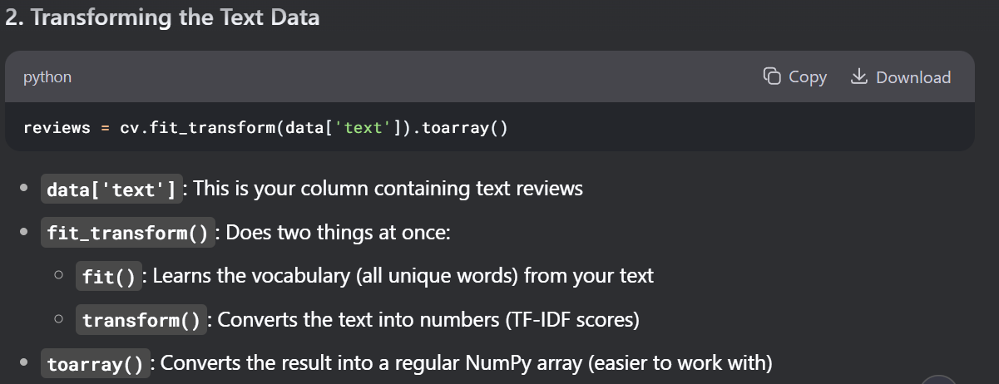 2. Transforming the Text Data
python
Copy
Download
reviews = cv.fit_transform(data['text']).toarray()
data['text']: This is your column containing text reviews
fit_transform(): Does two things at once:
fit(): Learns the vocabulary (all unique words) from your text
transform(): Converts the text into numbers (TF-IDF scores)
toarray(): Converts the result into a regular NumPy array (easier to work with)